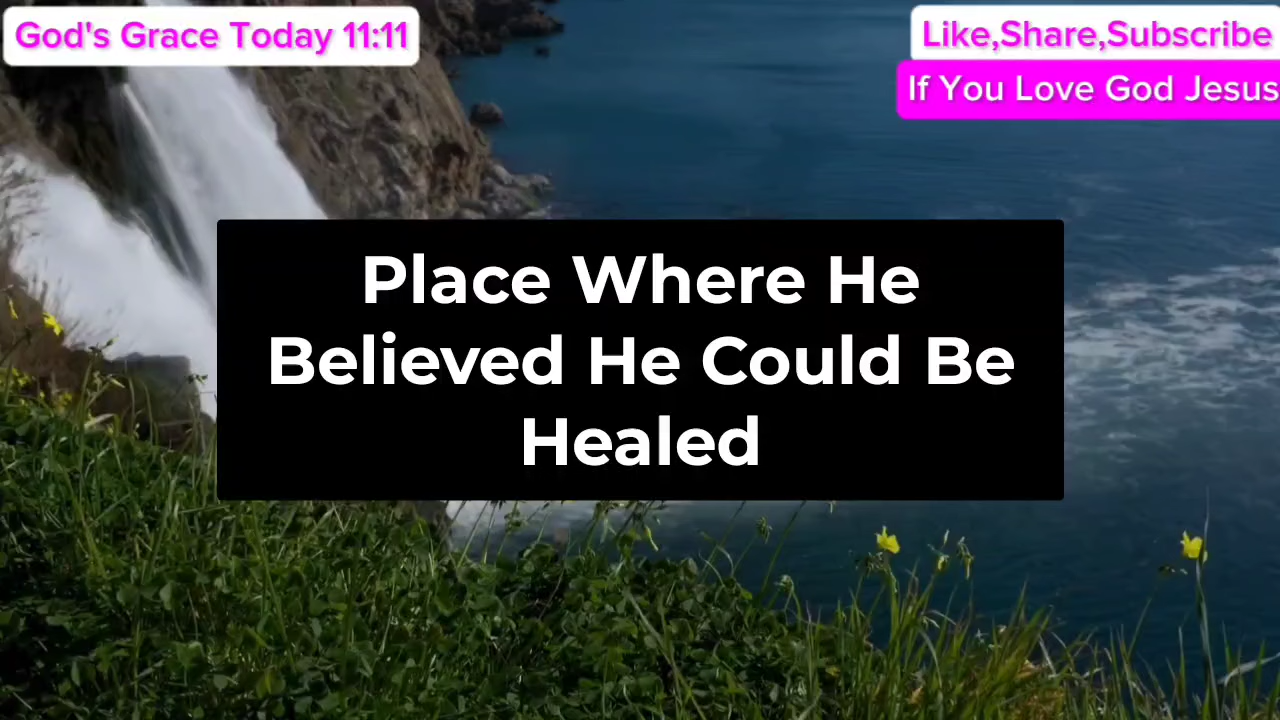 God's Grace Today 11:11
Like,Share,Subscribe
If You Love God Jesus
Place Where He
Believed He Could Be
Healed